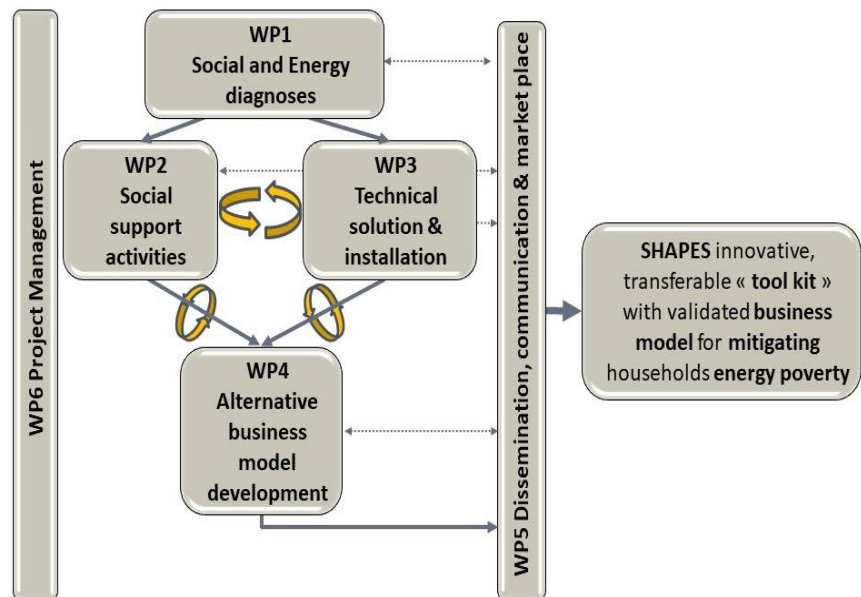 WP6 Project Management
WP1
Social and Energy
diagnoses
WP2
Social
support
activities
WP3
Technical
solution &
installation
WP4
Alternative
business
model
development
WP5 Dissemination, communication & market place
SHAPES innovative,
transferable « tool kit »
with validated business
model for mitigating
households energy poverty